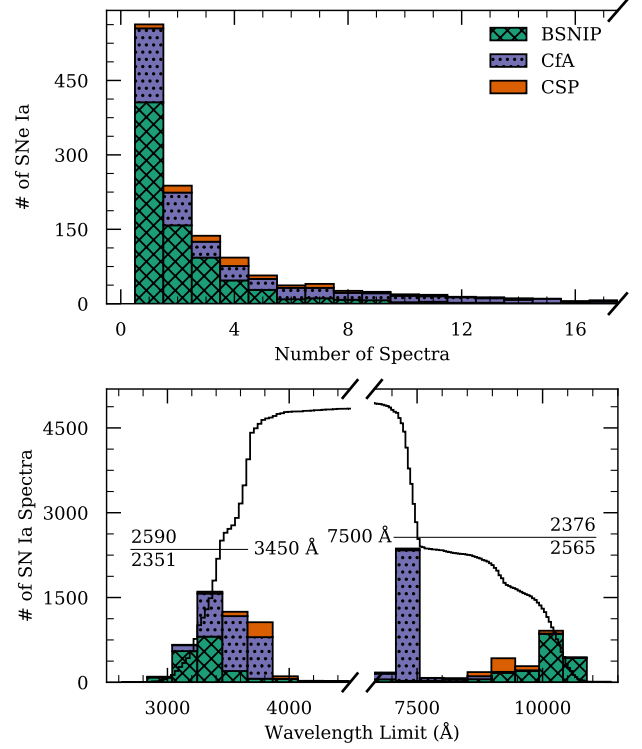 BSNIP
CfA
CSP
# of SNe Ia
450
300
150
0
0 4 8 12 16
Number of Spectra
# of SN Ia Spectra
4500
3000
1500
0
2590
2351
3450 Å
7500 Å
2376
2565
3000 4000 7500 10000
Wavelength Limit (Å)